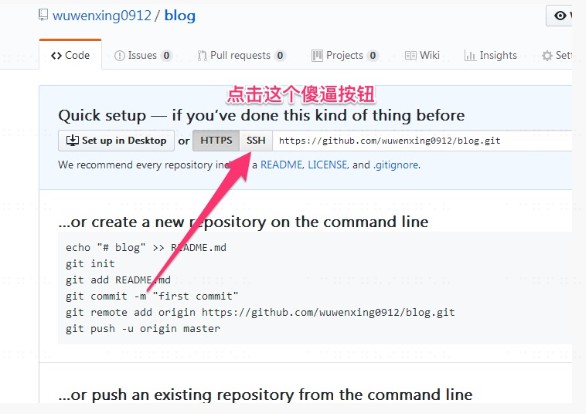 wuwenxing0912 / blog
Code Issues 0 Pull requests 0 Projects 0 Wiki Insights
点击这个傻逼按钮
Quick setup — if you've done this kind of thing before
Set up in Desktop or HTTPS SSH https://github.com/wuwenxing0912/blog.git
We recommend every repository a README, LICENSE, and .gitignore.
...or create a new repository on the command line
echo "# blog" >> README.md
git init
git add README.md
git commit -m "first commit"
git remote add origin https://github.com/wuwenxing0912/blog.git
git push -u origin master
...or push an existing repository from the command line